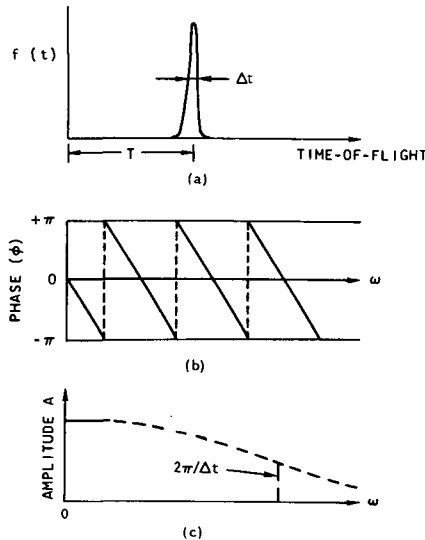 f (t)
Δt
T
TIME-OF-FLIGHT
(a)
+π
0
-π
PHASE (ϕ)
ω
(b)
AMPLITUDE A
2π/Δt
0
ω
(c)